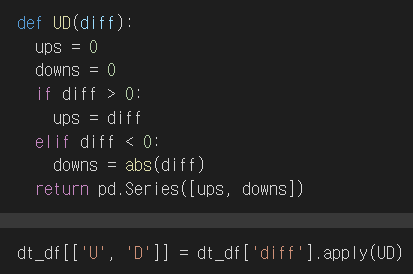 def UD(diff):
  ups = 0
  downs = 0
  if diff > 0:
    ups = diff
  elif diff < 0:
    downs = abs(diff)
  return pd.Series([ups, downs])
dt_df[['U', 'D']] = dt_df['diff'].apply(UD)